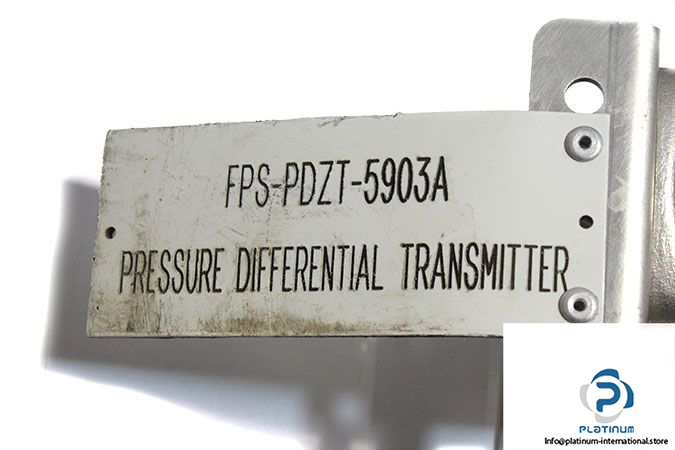 FPS-PDZT-5903A
PRESSURE DIFFERENTIAL TRANSMITTER
PLATINUM
Info@platinum-international.store